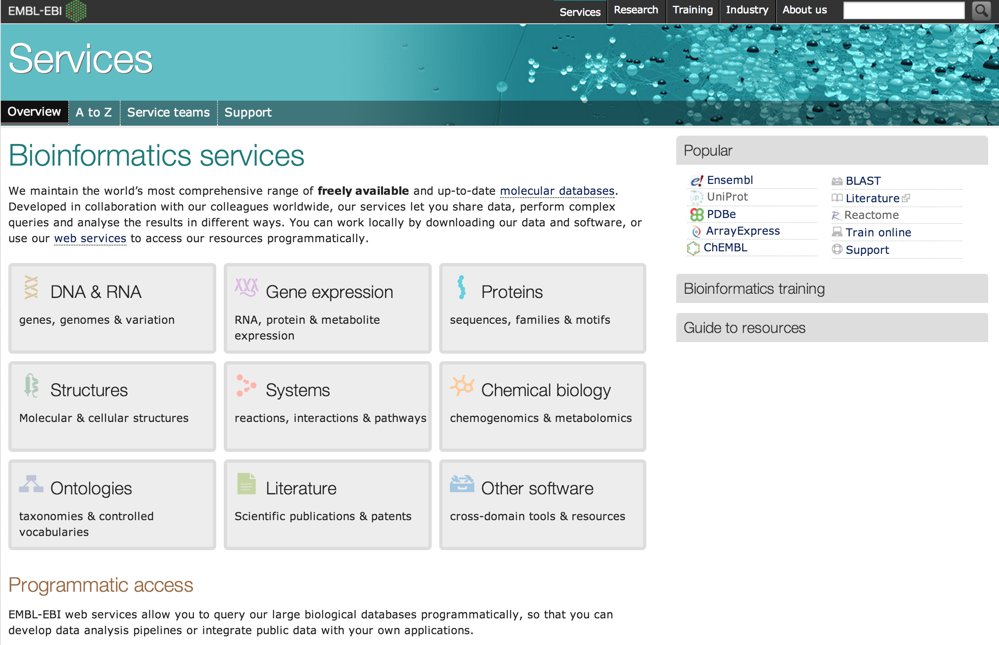 EMBL-EBI
Services
Research
Training
Industry
About us
Services
Overview
A to Z
Service teams
Support
Bioinformatics services
We maintain the world’s most comprehensive range of freely available and up-to-date molecular databases.
Developed in collaboration with our colleagues worldwide, our services let you share data, perform complex
queries and analyse the results in different ways. You can work locally by downloading our data and software, or
use our web services to access our resources programmatically.
DNA & RNA
genes, genomes & variation
Gene expression
RNA, protein & metabolite
expression
Proteins
sequences, families & motifs
Structures
Molecular & cellular structures
Systems
reactions, interactions & pathways
Chemical biology
chemogenomics & metabolomics
Ontologies
taxonomies & controlled
vocabularies
Literature
Scientific publications & patents
Other software
cross-domain tools & resources
Programmatic access
EMBL-EBI web services allow you to query our large biological databases programmatically, so that you can
develop data analysis pipelines or integrate public data with your own applications.
Popular
Ensembl
UniProt
PDBe
ArrayExpress
ChEMBL
BLAST
Literature
Reactome
Train online
Support
Bioinformatics training
Guide to resources